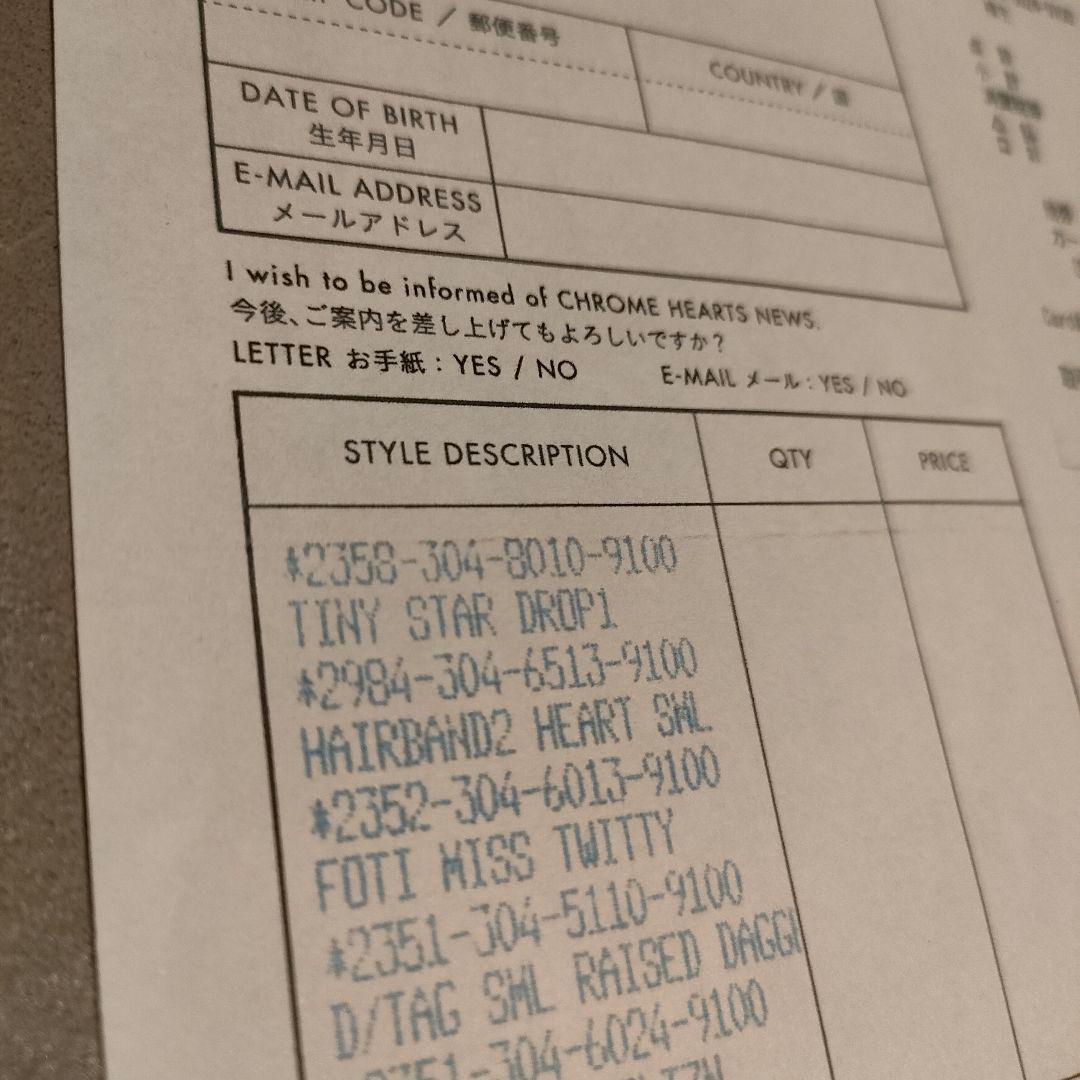 CODE / 郵便番号
COUNTRY / 国
DATE OF BIRTH
生年月日
E-MAIL ADDRESS
メールアドレス
I wish to be informed of CHROME HEARTS NEWS.
今後、ご案内を差し上げてもよろしいですか?
LETTER お手紙 : YES / NO E-MAIL メール : YES / NO
STYLE DESCRIPTION QTY PRICE
*2358-304-8010-9100
TINY STAR DROP1
*2984-304-6513-9100
HAIRBAND2 HEART SML
*2352-304-6013-9100
FOTI MISS TWITTY
*2351-304-5110-9100
D/TAG SML RAISED DAGG
-304-6024-9100